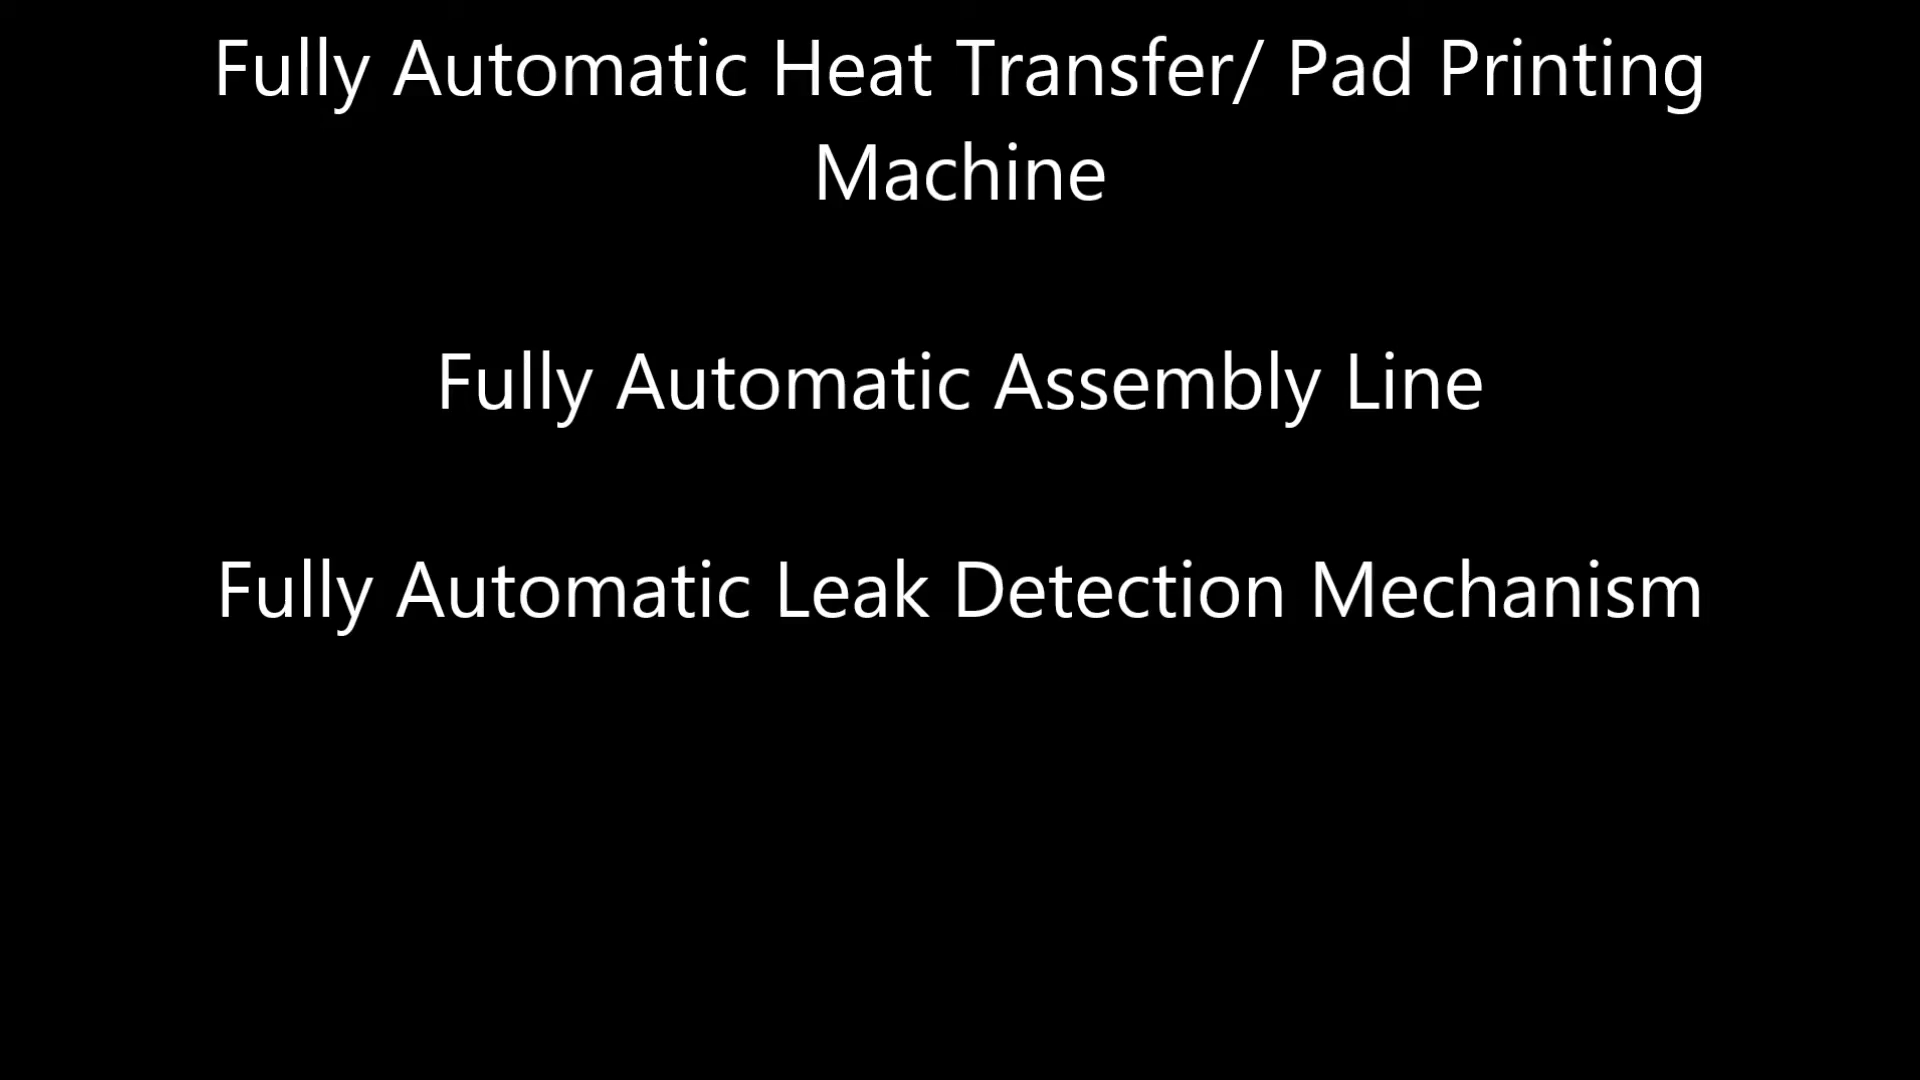 Fully Automatic Heat Transfer/ Pad Printing
Machine
Fully Automatic Assembly Line
Fully Automatic Leak Detection Mechanism